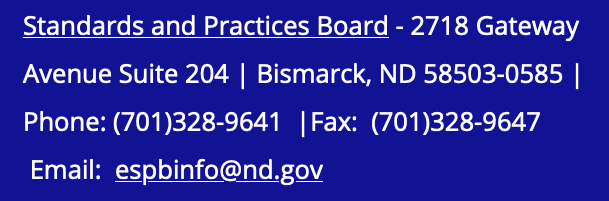 Standards and Practices Board - 2718 Gateway
Avenue Suite 204 | Bismarck, ND 58503-0585 |
Phone: (701)328-9641  |Fax:  (701)328-9647
Email:  espbinfo@nd.gov